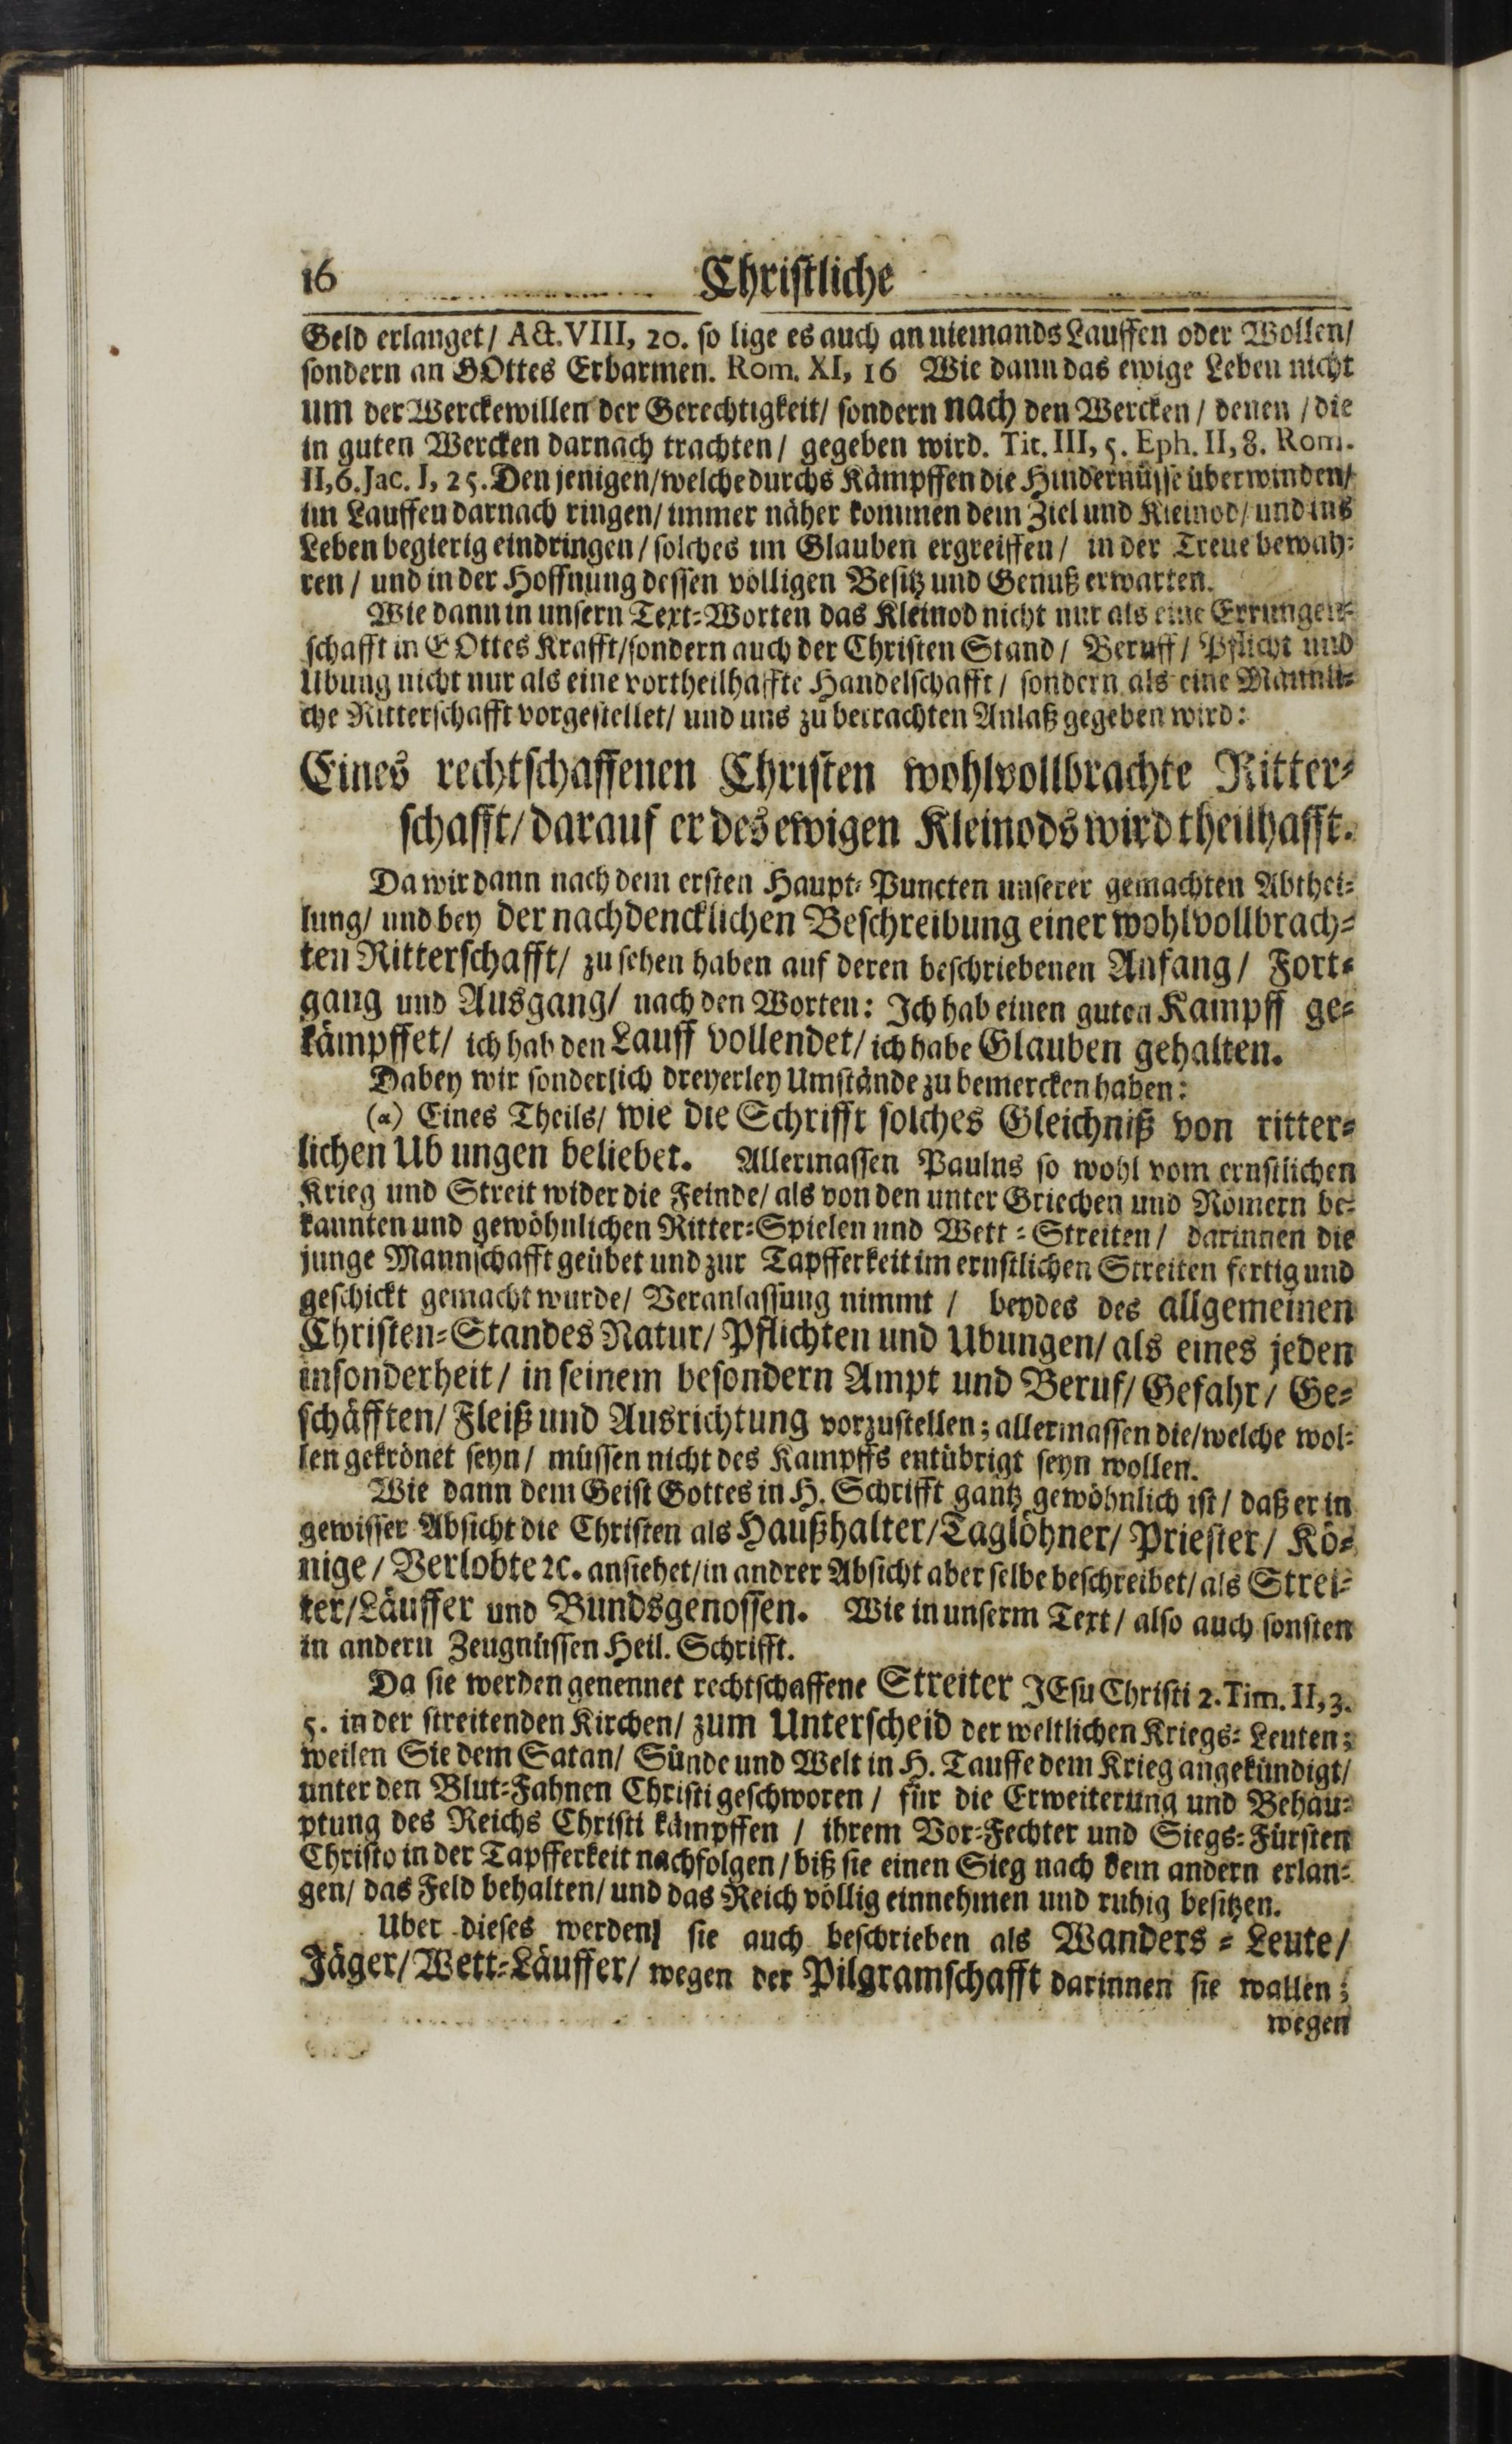 16 Christliche
Geld erlanget/ Act. VIII, 20. so lige es auch an niemands Lauffen oder Wollen/
sondern an GOttes Erbarmen. Rom. XI, 16 Wie dann das ewige Leben nicht
um der Werckewillen der Gerechtigkeit/ sondern nach den Wercken / denen / die
in guten Wercken darnach trachten/ gegeben wird. Tit. III, 5. Eph. II, 8. Rom.
II, 6. Jac. I, 25. Den jenigen/welche durchs Kämpffen die Hindernüsse überwinden/
im Lauffen darnach ringen/ immer näher kommen dem Ziel und Kleinod/ und ins
Leben begierig eindringen / solches im Glauben ergreiffen/ in der Treue bewah-
ren / und in der Hoffnung dessen völligen Besitz und Genuß erwarten.
Wie dann in unsern Text-Worten das Kleinod nicht nur als eine Errungen-
schafft in GOttes Krafft/sondern auch der Christen Stand/ Beruff/ Pflicht und
Ubung nicht nur als eine vortheilhaffte Handelschafft/ sondern als eine Männli-
che Ritterschafft vorgestellet/ und uns zu betrachten Anlaß gegeben wird:
Eines rechtschaffenen Christen wohlvollbrachte Ritter-
schafft/ darauf er des ewigen Kleinods wird theilhafft.
Da wir dann nach dem ersten Haupt-Puncten unserer gemachten Abthei-
lung/ und bey der nachdencklichen Beschreibung einer wohlvollbrach-
ten Ritterschafft/ zu sehen haben auf deren beschriebenen Anfang/ Fort-
gang und Ausgang/ nach den Worten: Ich hab einen guten Kampff ge-
kämpffet/ ich hab den Lauff vollendet/ ich habe Glauben gehalten.
Dabey wir sonderlich dreyerley Umstände zu bemercken haben:
(α) Eines Theils/ wie die Schrifft solches Gleichniß von ritter-
lichen Ub ungen beliebet. Allermassen Paulus so wohl vom ernstlichen
Krieg und Streit wider die Feinde/ als von den unter Griechen und Römern be-
kannten und gewöhnlichen Ritter-Spielen und Wett-Streiten / darinnen die
junge Mannschafft geübet und zur Tapfferkeit im ernstlichen Streiten fertig und
geschickt gemacht wurde/ Veranlassung nimmt / beydes des allgemeinen
Christen-Standes Natur/ Pflichten und Ubungen/ als eines jeden
insonderheit / in seinem besondern Ampt und Beruf/ Gefahr/ Ge-
schäfften/ Fleiß und Ausrichtung vorzustellen; allermassen die/welche wol-
len gekrönet seyn/ müssen nicht des Kampffs entübrigt seyn wollen.
Wie dann dem Geist Gottes in H. Schrifft gantz gewöhnlich ist / daß er in
gewisser Absicht die Christen als Haußhalter/Taglöhner/ Priester/ Kö-
nige / Verlobte ꝛc. ansiehet/in andrer Absicht aber selbe beschreibet/ als Strei-
ter/Läuffer und Bundsgenossen. Wie in unserm Text / also auch sonsten
in andern Zeugnüssen Heil. Schrifft.
Da sie werden genennet rechtschaffene Streiter JEsu Christi 2. Tim. II, 3.
5. in der streitenden Kirchen/ zum Unterscheid der weltlichen Kriegs-Leuten;
weilen Sie dem Satan/ Sünde und Welt in H. Tauffe dem Krieg angekündigt/
unter den Blut-Fahnen Christi geschworen / für die Erweiterung und Behau-
ptung des Reichs Christi kämpffen / ihrem Vor-Fechter und Siegs-Fürsten
Christo in der Tapfferkeit nachfolgen / biß sie einen Sieg nach dem andern erlan-
gen/ das Feld behalten/ und das Reich völlig einnehmen und ruhig besitzen.
Uber dieses werden sie auch beschrieben als Wanders-Leute/
Jäger/Wett-Läuffer/ wegen der Pilgramschafft darinnen sie wallen;
wegen